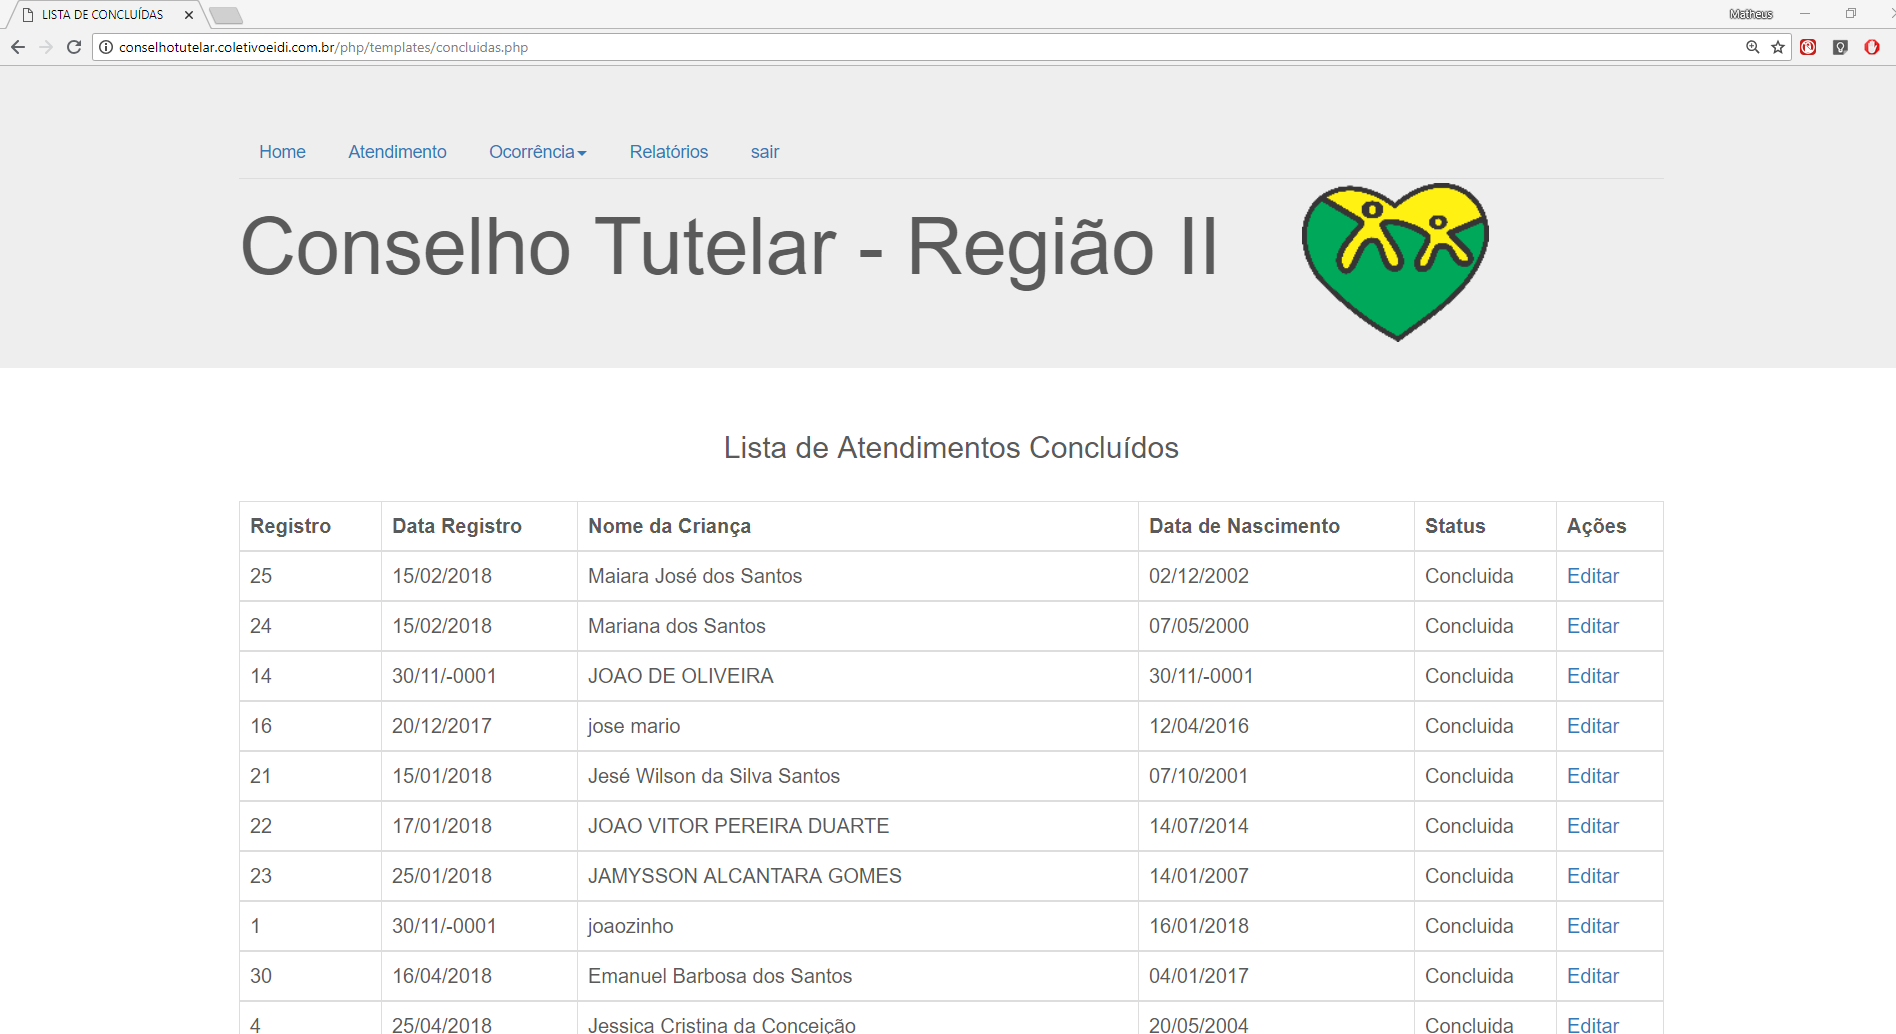 LISTA DE CONCLUÍDAS
Matheus
conselhotutelar.coletivoeidi.com.br/php/templates/concluidas.php
Home Atendimento Ocorrência Relatórios sair
Conselho Tutelar - Região II
Lista de Atendimentos Concluídos
Registro Data Registro Nome da Criança Data de Nascimento Status Ações
25 15/02/2018 Maiara José dos Santos 02/12/2002 Concluida Editar
24 15/02/2018 Mariana dos Santos 07/05/2000 Concluida Editar
14 30/11/-0001 JOAO DE OLIVEIRA 30/11/-0001 Concluida Editar
16 20/12/2017 jose mario 12/04/2016 Concluida Editar
21 15/01/2018 Jesé Wilson da Silva Santos 07/10/2001 Concluida Editar
22 17/01/2018 JOAO VITOR PEREIRA DUARTE 14/07/2014 Concluida Editar
23 25/01/2018 JAMYSSON ALCANTARA GOMES 14/01/2007 Concluida Editar
1 30/11/-0001 joaozinho 16/01/2018 Concluida Editar
30 16/04/2018 Emanuel Barbosa dos Santos 04/01/2017 Concluida Editar
4 25/04/2018 Jessica Cristina da Conceição 20/05/2004 Concluida Editar